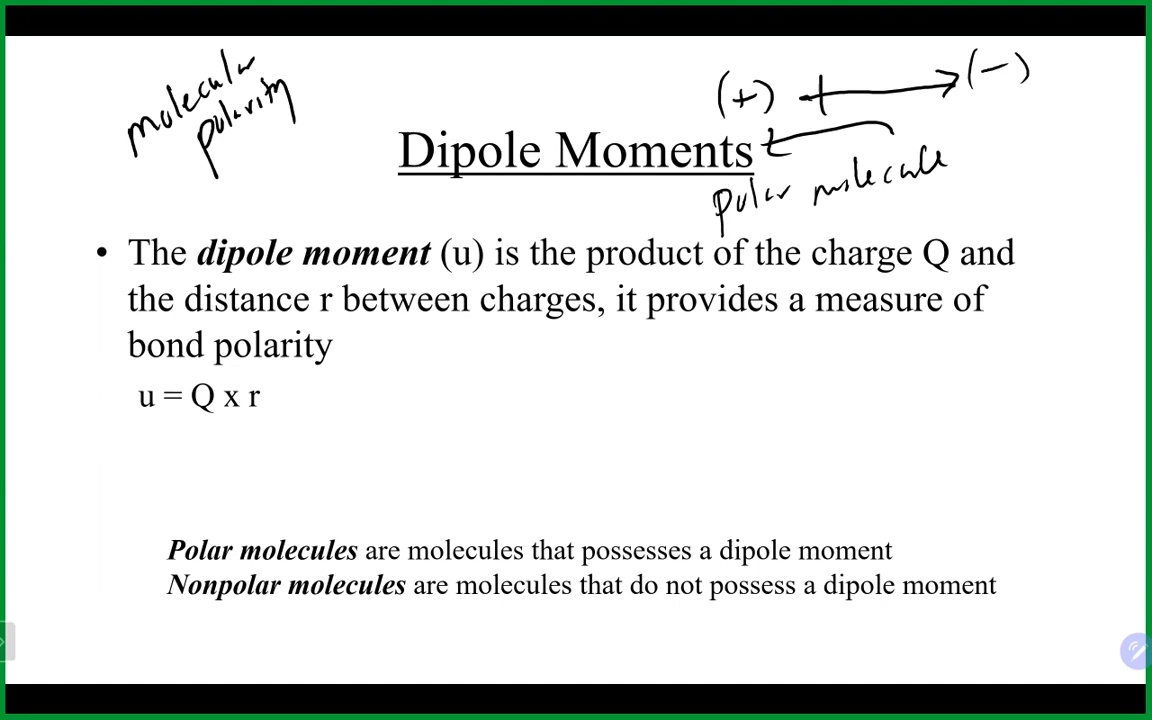 molecular
polarity
(+) (-)
Dipole Moments
polar molecule
• The dipole moment (u) is the product of the charge Q and
the distance r between charges, it provides a measure of
bond polarity
u = Q x r
Polar molecules are molecules that possesses a dipole moment
Nonpolar molecules are molecules that do not possess a dipole moment